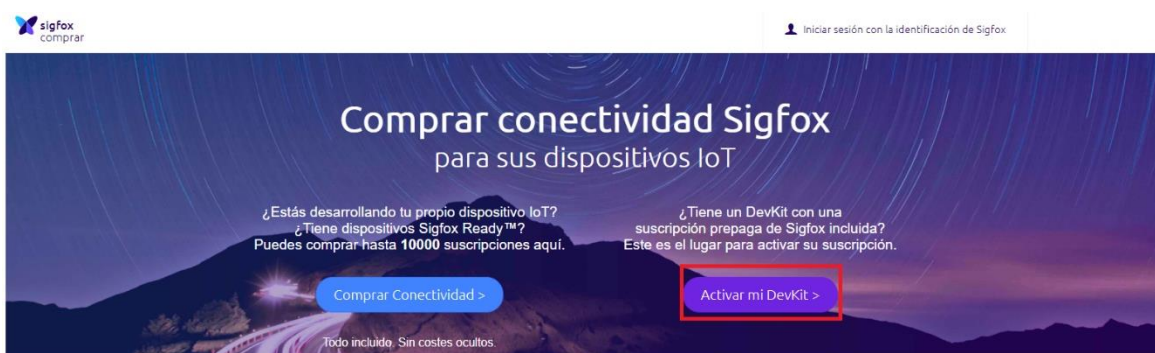 sigfox
comprar
Iniciar sesión con la identificación de Sigfox
Comprar conectividad Sigfox
para sus dispositivos IoT
¿Estás desarrollando tu propio dispositivo IoT?
¿Tiene dispositivos Sigfox Ready™?
Puedes comprar hasta 10000 suscripciones aquí.
Comprar Conectividad >
Todo incluido. Sin costes ocultos.
¿Tiene un DevKit con una
suscripción prepaga de Sigfox incluida?
Este es el lugar para activar su suscripción.
Activar mi DevKit >